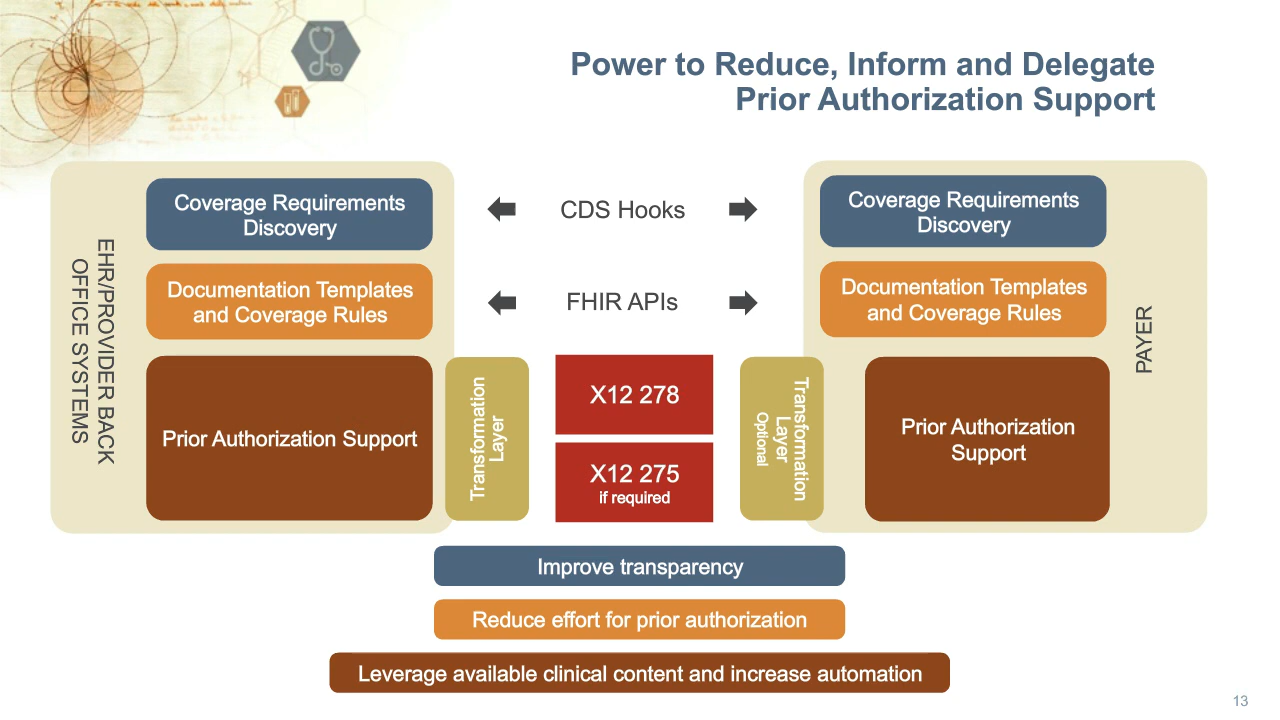 Power to Reduce, Inform and Delegate
Prior Authorization Support
EHR/PROVIDER BACK
OFFICE SYSTEMS
Coverage Requirements
Discovery
Documentation Templates
and Coverage Rules
Prior Authorization Support
Transformation
Layer
CDS Hooks
FHIR APIs
X12 278
X12 275
if required
Transformation
Layer
Optional
Coverage Requirements
Discovery
Documentation Templates
and Coverage Rules
Prior Authorization
Support
PAYER
Improve transparency
Reduce effort for prior authorization
Leverage available clinical content and increase automation
13